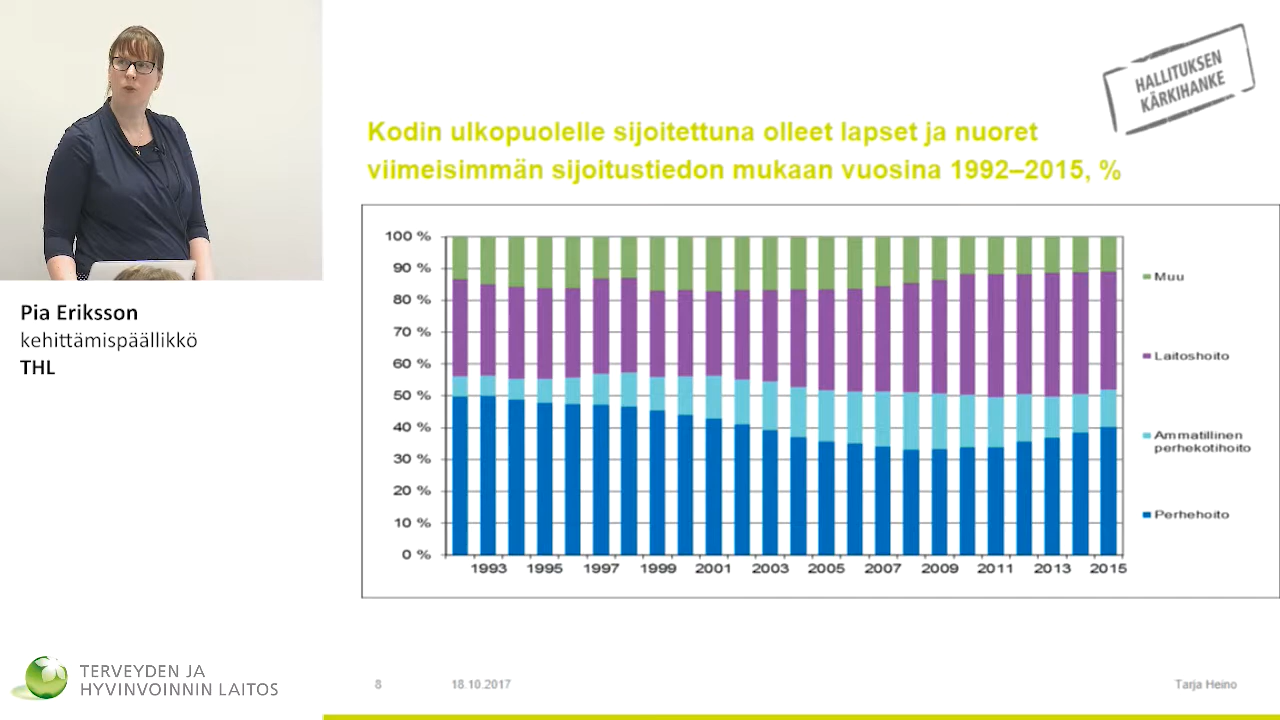 HALLITUKSEN
KÄRKIHANKE
Kodin ulkopuolelle sijoitettuna olleet lapset ja nuoret
viimeisimmän sijoitustiedon mukaan vuosina 1992–2015, %
100 %
90 %
80 %
70 %
60 %
50 %
40 %
30 %
20 %
10 %
0 %
1993 1995 1997 1999 2001 2003 2005 2007 2009 2011 2013 2015
Muu
Laitoshoito
Ammatillinen
perhekotihoito
Perhehoito
Pia Eriksson
kehittämispäällikkö
THL
TERVEYDEN JA
HYVINVOINNIN LAITOS
8 18.10.2017 Tarja Heino